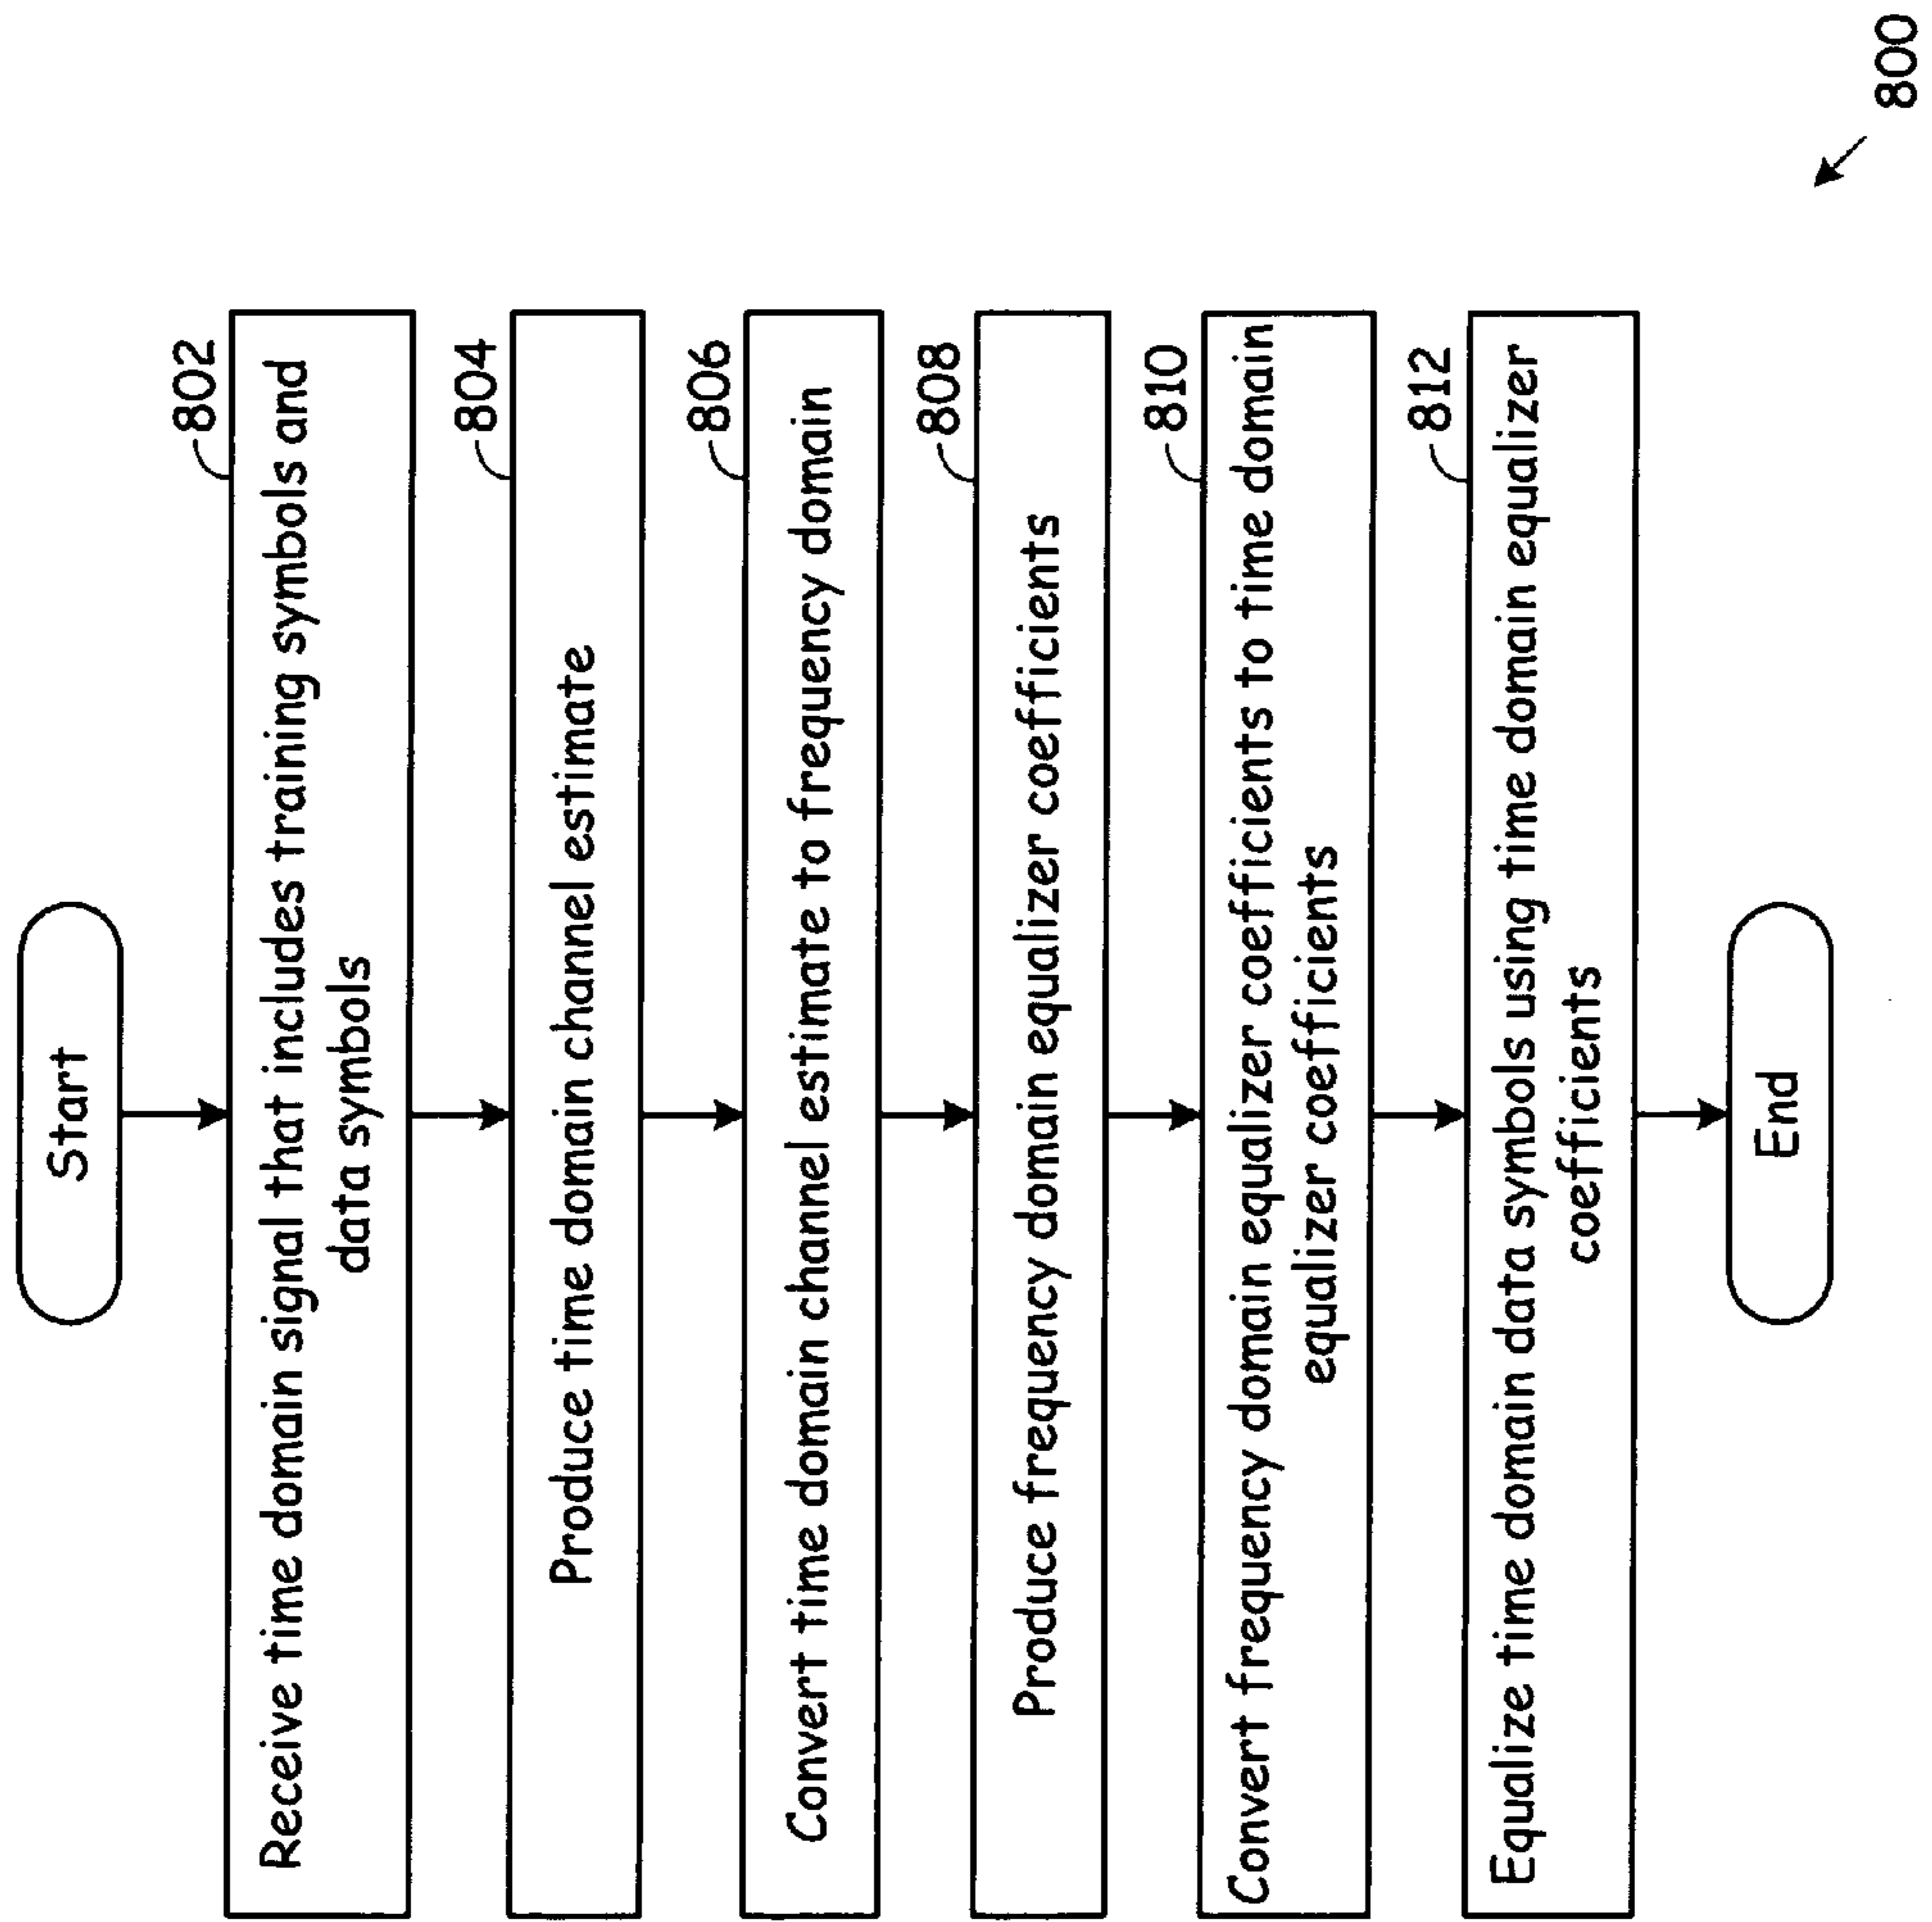 Start
802
Receive time domain signal that includes training symbols and
data symbols
804
Produce time domain channel estimate
806
Convert time domain channel estimate to frequency domain
808
Produce frequency domain equalizer coefficients
810
Convert frequency domain equalizer coefficients to time domain
equalizer coefficients
812
Equalize time domain data symbols using time domain equalizer
coefficients
End
800